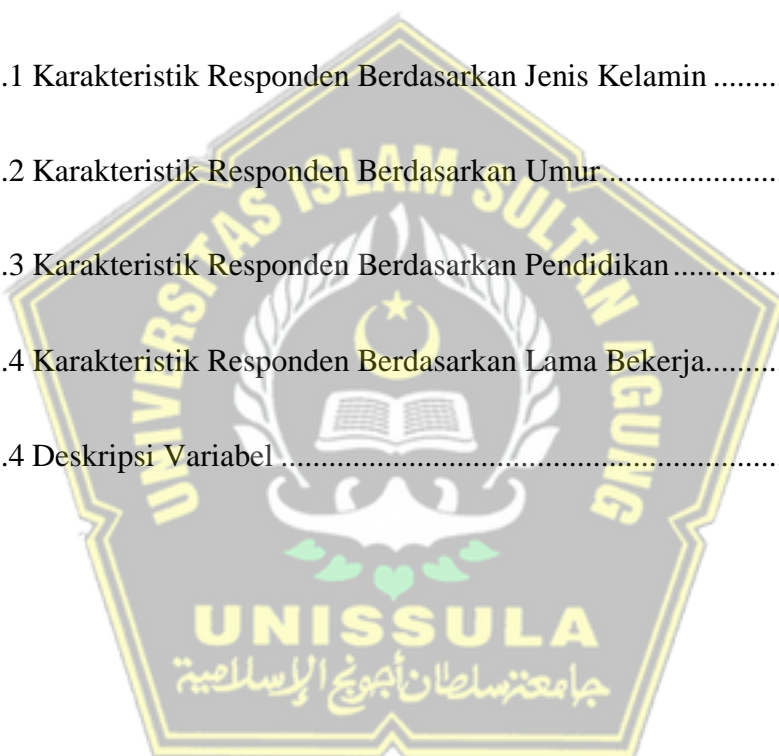 .1 Karakteristik Responden Berdasarkan Jenis Kelamin .........
.2 Karakteristik Responden Berdasarkan Umur......................
.3 Karakteristik Responden Berdasarkan Pendidikan.............
.4 Karakteristik Responden Berdasarkan Lama Bekerja.........
.4 Deskripsi Variabel ..............................................................
UNIVERSITAS ISLAM SULTAN AGUNG
UNISSULA
جامعة سلطان أجونج الإسلامية